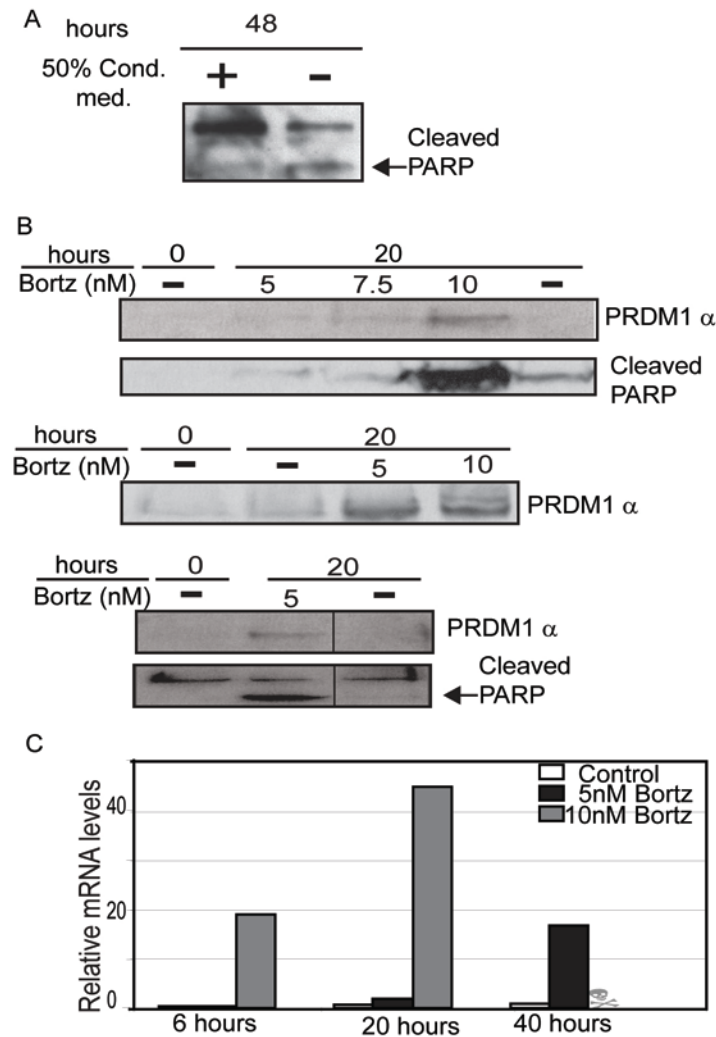 A
hours 48
50% Cond. med. + −
Cleaved PARP
B
hours 0 20
Bortz (nM) − 5 7.5 10 −
PRDM1 α
Cleaved PARP
hours 0 20
Bortz (nM) − − 5 10
PRDM1 α
hours 0 20
Bortz (nM) − 5 −
PRDM1 α
Cleaved PARP
C
Relative mRNA levels
40
20
0
Control
5nM Bortz
10nM Bortz
6 hours 20 hours 40 hours